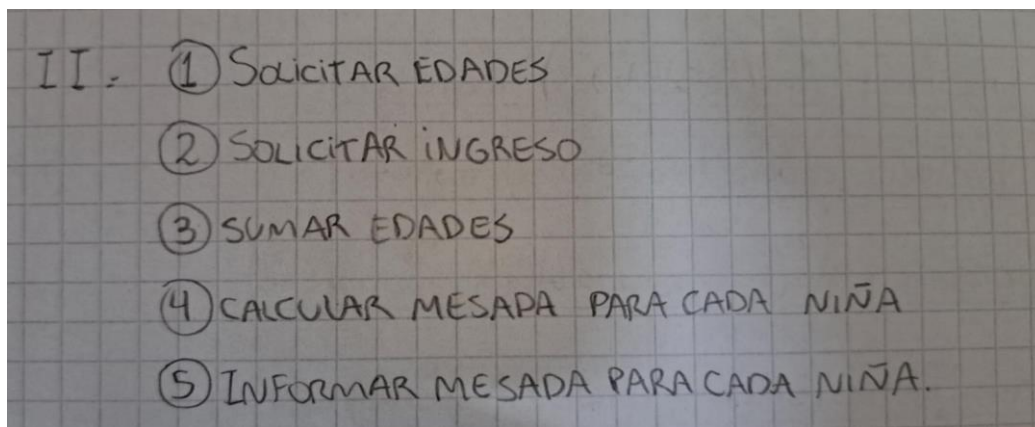 II. ① SOLICITAR EDADES
② SOLICITAR INGRESO
③ SUMAR EDADES
④ CALCULAR MESADA PARA CADA NIÑA
⑤ INFORMAR MESADA PARA CADA NIÑA.